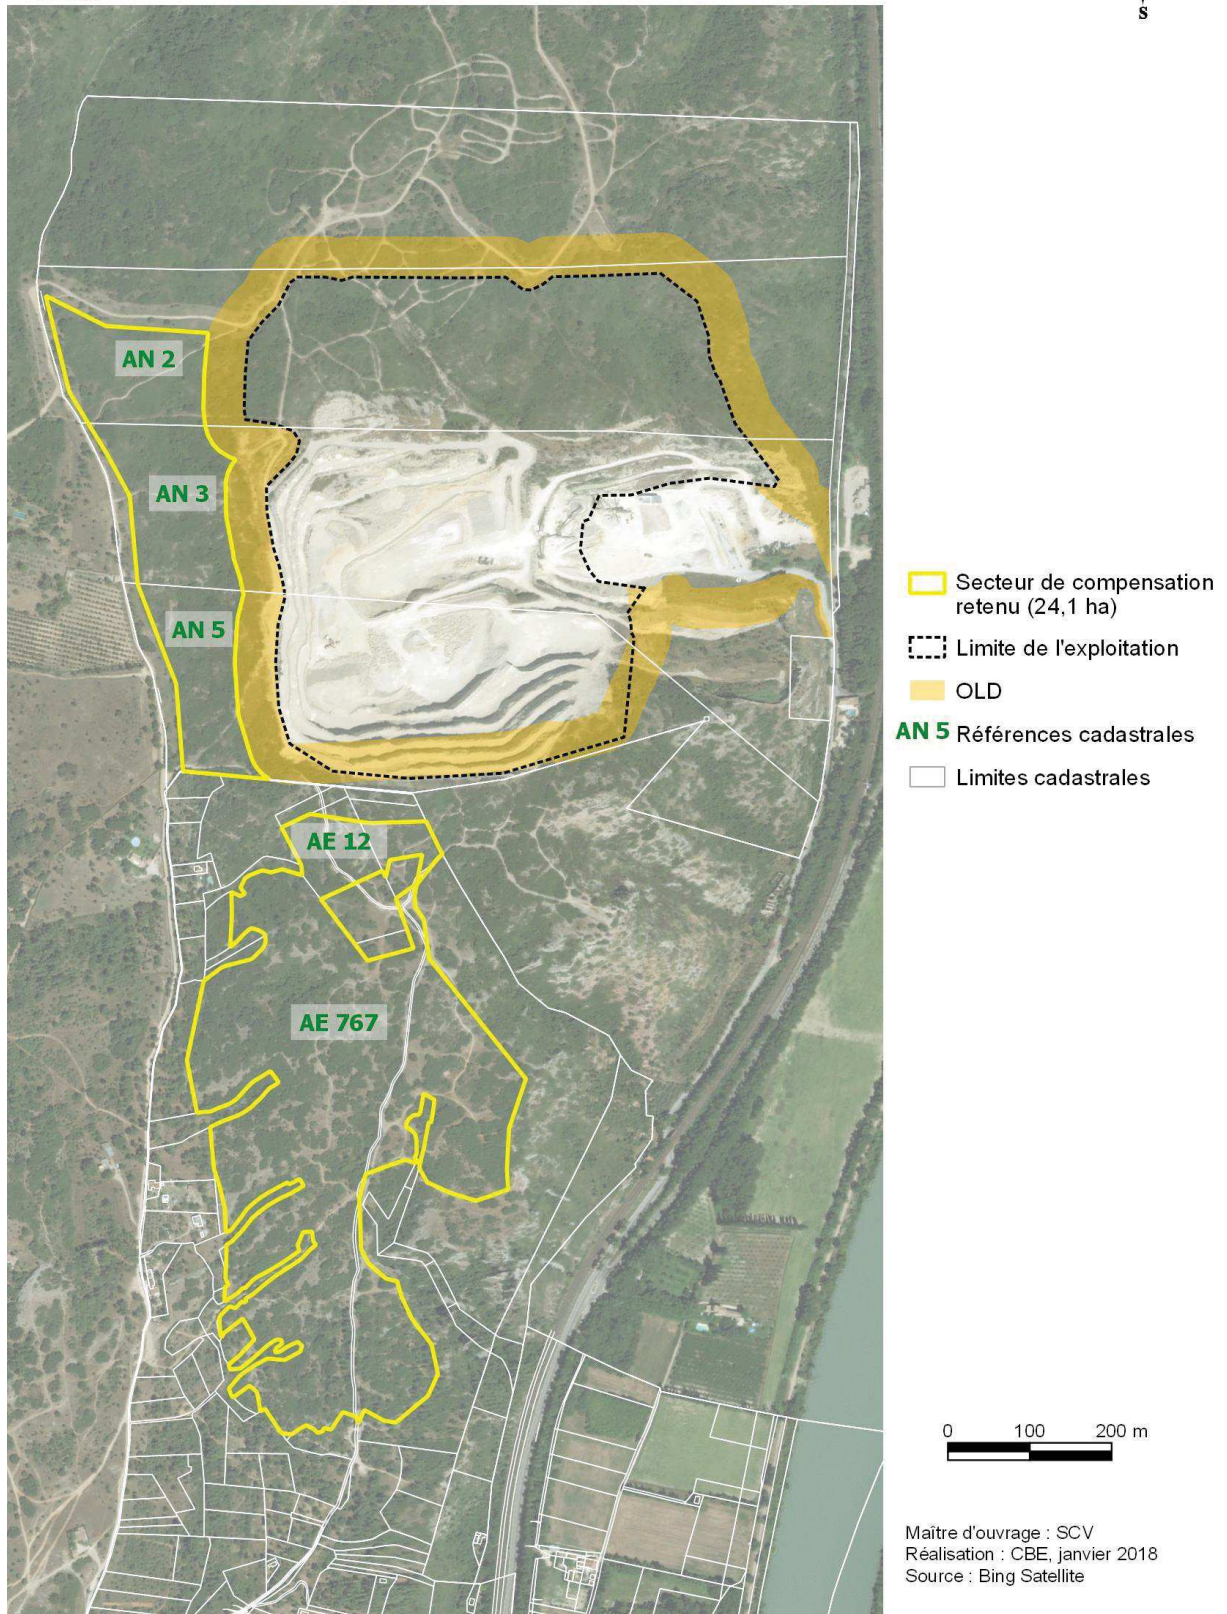 s
AN 2
AN 3
AN 5
AE 12
AE 767
Secteur de compensation
retenu (24,1 ha)
Limite de l'exploitation
OLD
AN 5 Références cadastrales
Limites cadastrales
0 100 200 m
Maître d'ouvrage : SCV
Réalisation : CBE, janvier 2018
Source : Bing Satellite